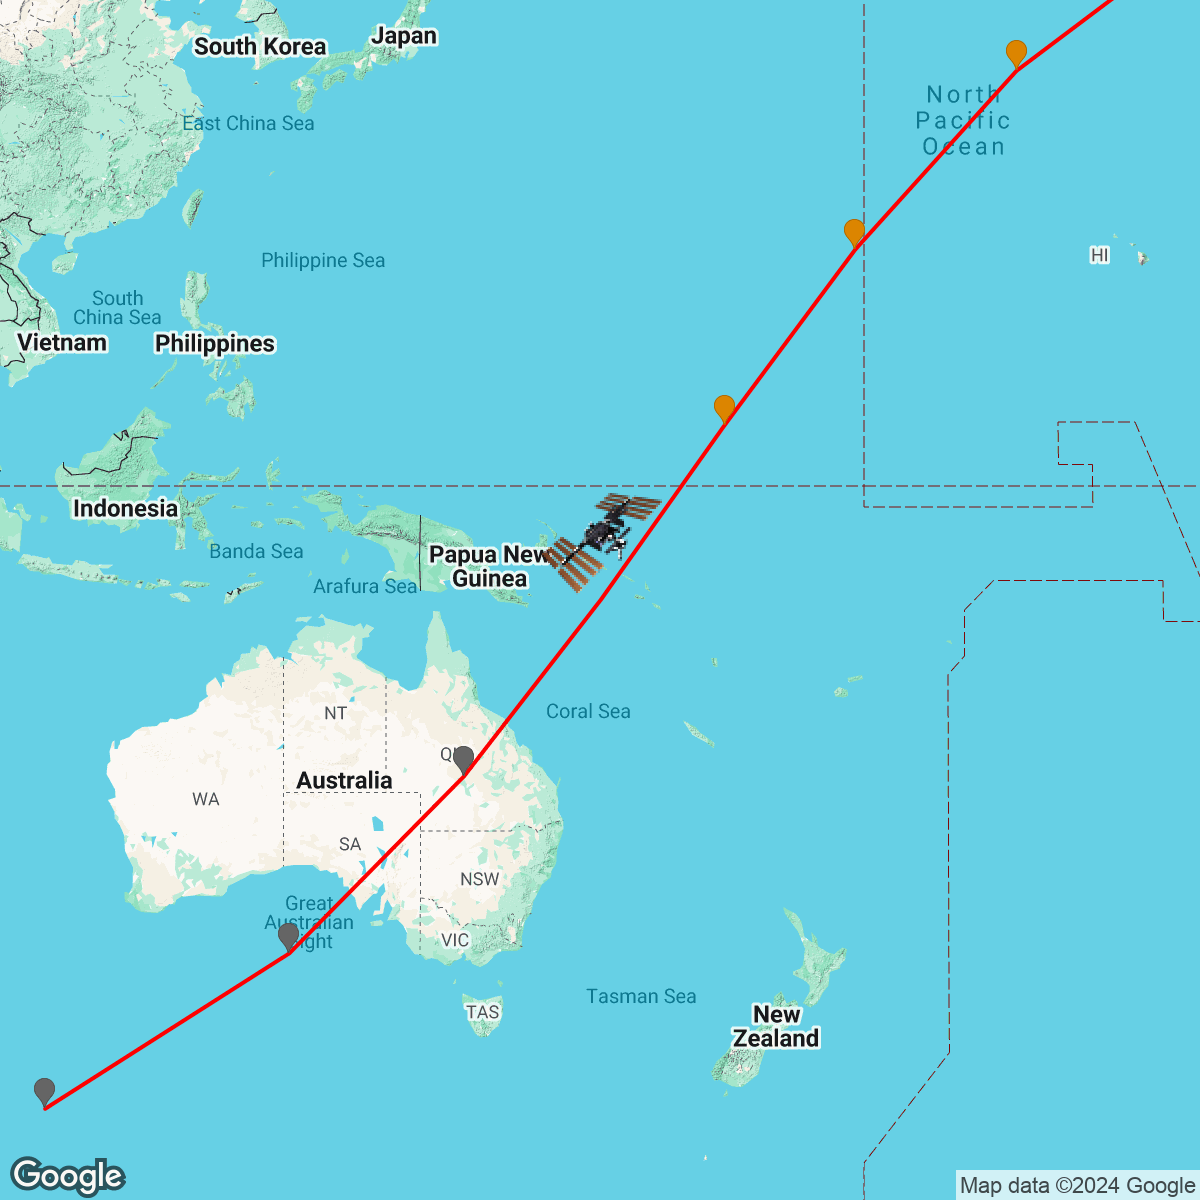 Japan
South Korea
North
Pacific
Ocean
East China Sea
HI
Philippine Sea
South
China Sea
Vietnam
Philippines
Indonesia
Banda Sea
Papua New
Guinea
Arafura Sea
Coral Sea
NT
Australia
WA
SA
NSW
Great
Australian
VIC
Tasman Sea
TAS
New
Zealand
Google
Map data ©2024 Google